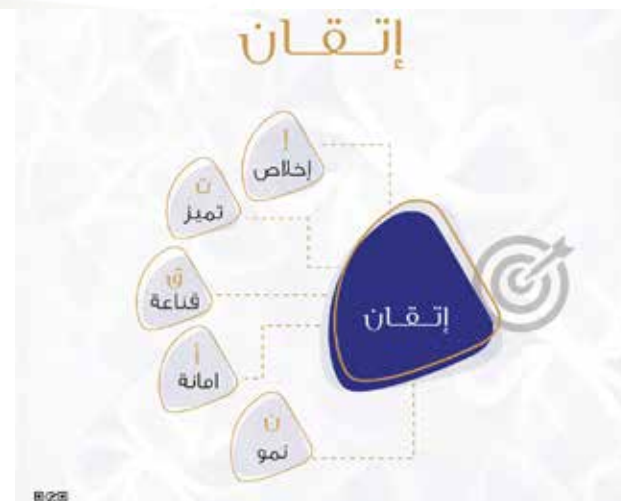 إتقان
إ
إخلاص
ت
تميز
ق
قناعة
أ
امانة
ن
نمو
إتقان